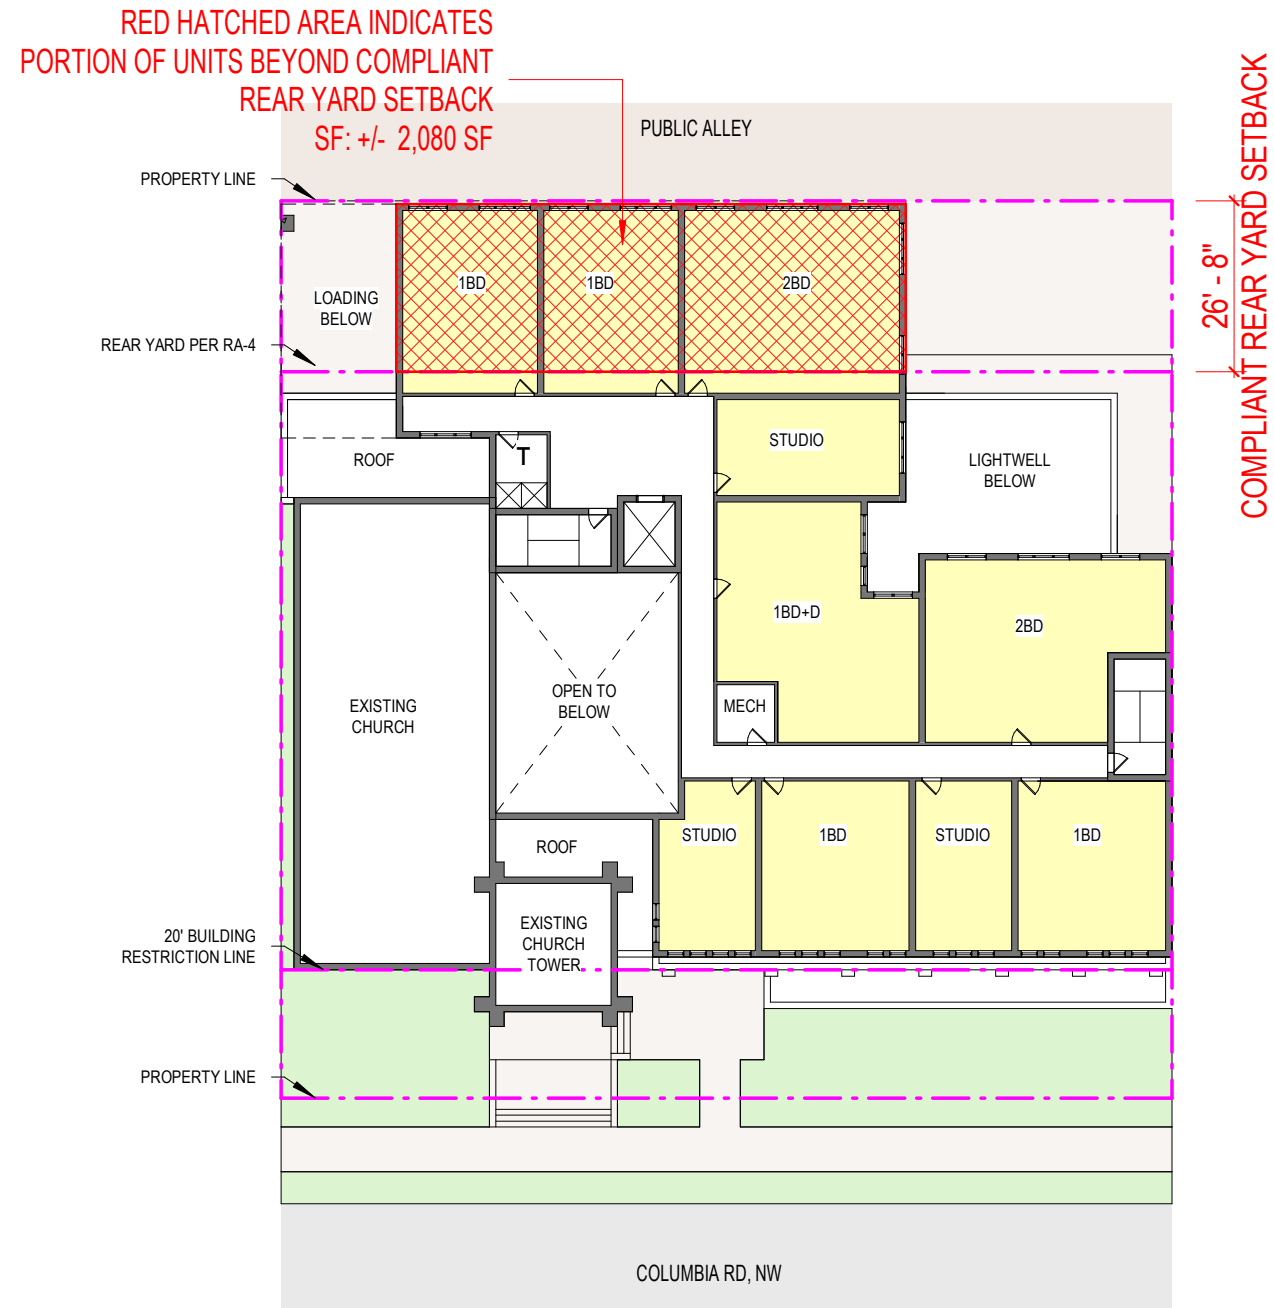 RED HATCHED AREA INDICATES
PORTION OF UNITS BEYOND COMPLIANT
REAR YARD SETBACK
SF: +/- 2,080 SF
PUBLIC ALLEY
PROPERTY LINE
COMPLIANT REAR YARD SETBACK
26' - 8"
1BD
1BD
2BD
LOADING
BELOW
REAR YARD PER RA-4
STUDIO
ROOF
T
LIGHTWELL
BELOW
1BD+D
2BD
OPEN TO
BELOW
EXISTING
CHURCH
MECH
STUDIO
1BD
STUDIO
1BD
ROOF
EXISTING
CHURCH
TOWER
20' BUILDING
RESTRICTION LINE
PROPERTY LINE
COLUMBIA RD, NW